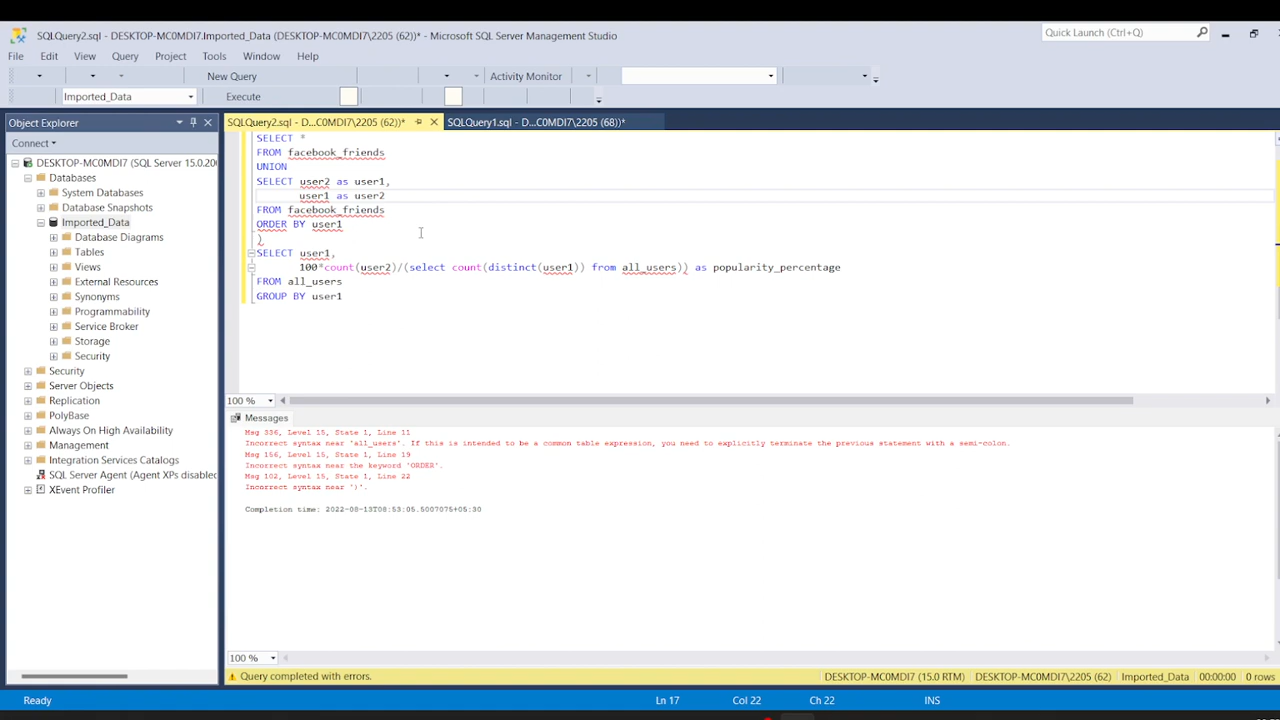 SQLQuery2.sql - DESKTOP-MC0MDI7.Imported_Data (DESKTOP-MC0MDI7\2205 (62))* - Microsoft SQL Server Management Studio
Quick Launch (Ctrl+Q)
File Edit View Query Project Tools Window Help
New Query Activity Monitor
Imported_Data Execute
Object Explorer
SQLQuery2.sql - D...C0MDI7\2205 (62))* SQLQuery1.sql - D...C0MDI7\2205 (68))*
Connect
DESKTOP-MC0MDI7 (SQL Server 15.0.200
Databases
System Databases
Database Snapshots
Imported_Data
Database Diagrams
Tables
Views
External Resources
Synonyms
Programmability
Service Broker
Storage
Security
Security
Server Objects
Replication
PolyBase
Always On High Availability
Management
Integration Services Catalogs
SQL Server Agent (Agent XPs disabled
XEvent Profiler
SELECT *
FROM facebook_friends
UNION
SELECT user2 as user1,
user1 as user2
FROM facebook_friends
ORDER BY user1
)
SELECT user1,
100*count(user2)/(select count(distinct(user1)) from all_users)) as popularity_percentage
FROM all_users
GROUP BY user1
100 %
Messages
Msg 336, Level 15, State 1, Line 11
Incorrect syntax near 'all_users'. If this is intended to be a common table expression, you need to explicitly terminate the previous statement with a semi-colon.
Msg 156, Level 15, State 1, Line 19
Incorrect syntax near the keyword 'ORDER'.
Msg 102, Level 15, State 1, Line 22
Incorrect syntax near ')'.
Completion time: 2022-08-13T08:53:05.5007075+05:30
100 %
Query completed with errors. DESKTOP-MC0MDI7 (15.0 RTM) DESKTOP-MC0MDI7\2205 (62) Imported_Data 00:00:00 0 rows
Ready Ln 17 Col 22 Ch 22 INS